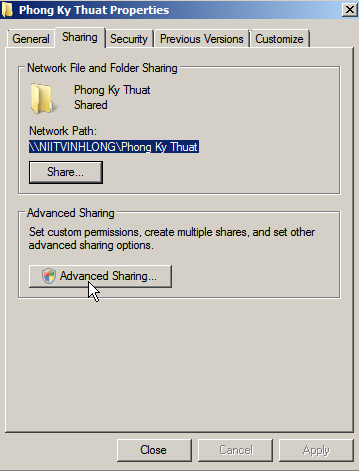 Phong Ky Thuat Properties
General Sharing Security Previous Versions Customize
Network File and Folder Sharing
Phong Ky Thuat
Shared
Network Path:
\\NIITVINHLONG\Phong Ky Thuat
Share...
Advanced Sharing
Set custom permissions, create multiple shares, and set other
advanced sharing options.
Advanced Sharing...
Close Cancel Apply